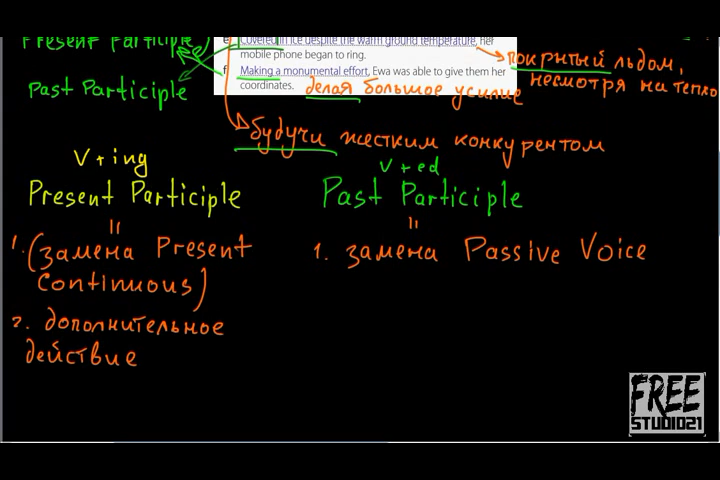 Present Participle
e Covered in ice despite the warm ground temperature, her
mobile phone began to ring.
покрытый льдом,
f Making a monumental effort, Ewa was able to give them her
coordinates.
несмотря на тепло
делая большое усилие
Past Participle
будучи жестким конкурентом
V+ing
Present Participle
V+ed
Past Participle
=
=
1. (замена Present
Continuous)
1. замена Passive Voice
2. дополнительное
действие
FREE
STUDIO21